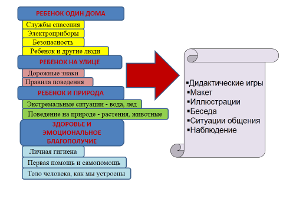 РЕБЕНОК ОДИН ДОМА
Службы спасения
Электроприборы
Безопасность
Ребенок и другие люди
РЕБЕНОК НА УЛИЦЕ
Дорожные знаки
Правила поведения
РЕБЕНОК И ПРИРОДА
Экстремальные ситуации - вода, лед
Поведение на природе - растения, животные
ЗДОРОВЬЕ И
ЭМОЦИОНАЛЬНОЕ
БЛАГОПОЛУЧИЕ
Личная гигиена
Первая помощь и самопомощь
Тело человека, как мы устроены
•Дидактические игры
•Макет
•Иллюстрации
•Беседа
•Ситуации общения
•Наблюдение